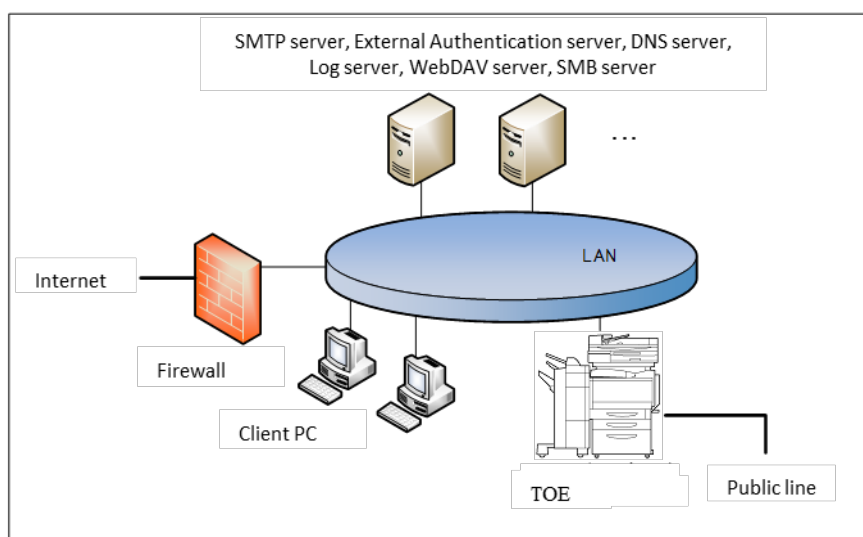 SMTP server, External Authentication server, DNS server,
Log server, WebDAV server, SMB server
...
LAN
Internet
Firewall
Client PC
TOE
Public line